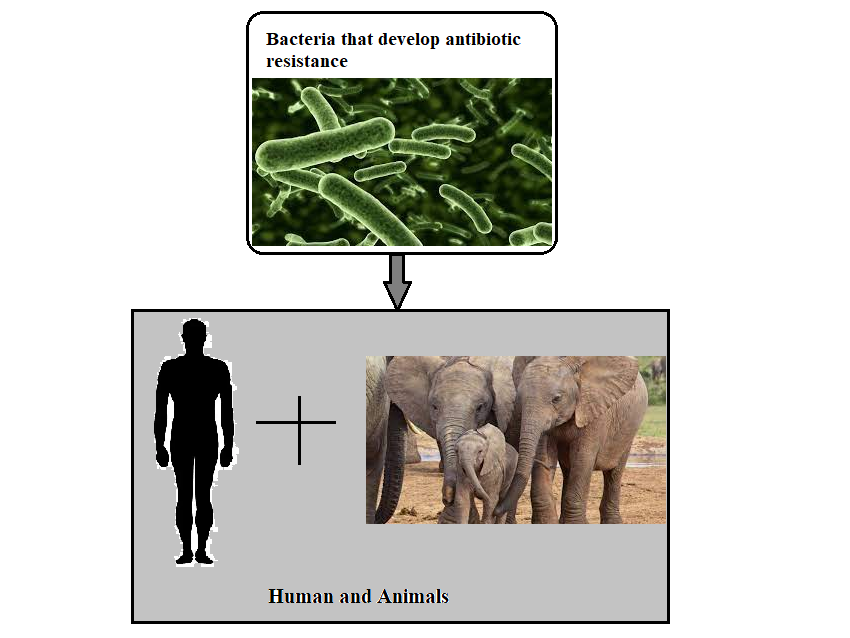 Bacteria that develop antibiotic
resistance
Human and Animals